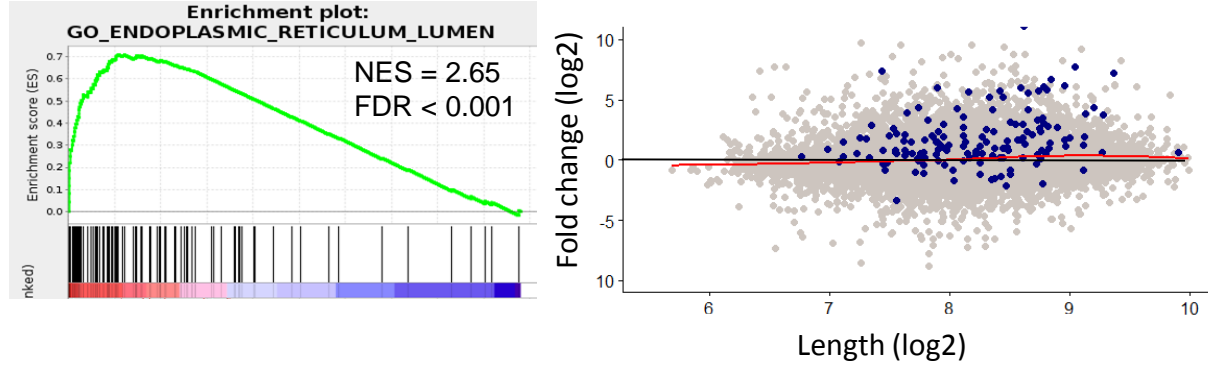 Enrichment plot:
GO_ENDOPLASMIC_RETICULUM_LUMEN
Enrichment score (ES)
0.7
0.6
0.5
0.4
0.3
0.2
0.1
0.0
NES = 2.65
FDR < 0.001
nked)
Fold change (log2)
10
5
0
-5
10
6
7
8
9
10
Length (log2)